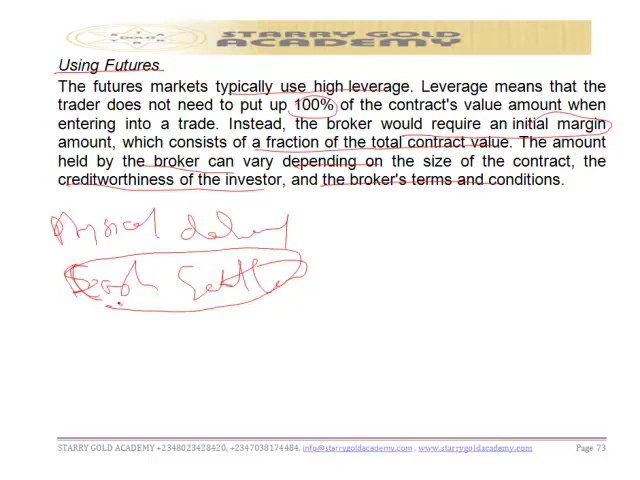 STARRY GOLD
ACADEMY
Using Futures
The futures markets typically use high leverage. Leverage means that the
trader does not need to put up 100% of the contract's value amount when
entering into a trade. Instead, the broker would require an initial margin
amount, which consists of a fraction of the total contract value. The amount
held by the broker can vary depending on the size of the contract, the
creditworthiness of the investor, and the broker's terms and conditions.
Physical delivery
Cash Settle
STARRY GOLD ACADEMY +2348023428420, +2347038174484, info@starrygoldacademy.com , www.starrygoldacademy.com Page 73